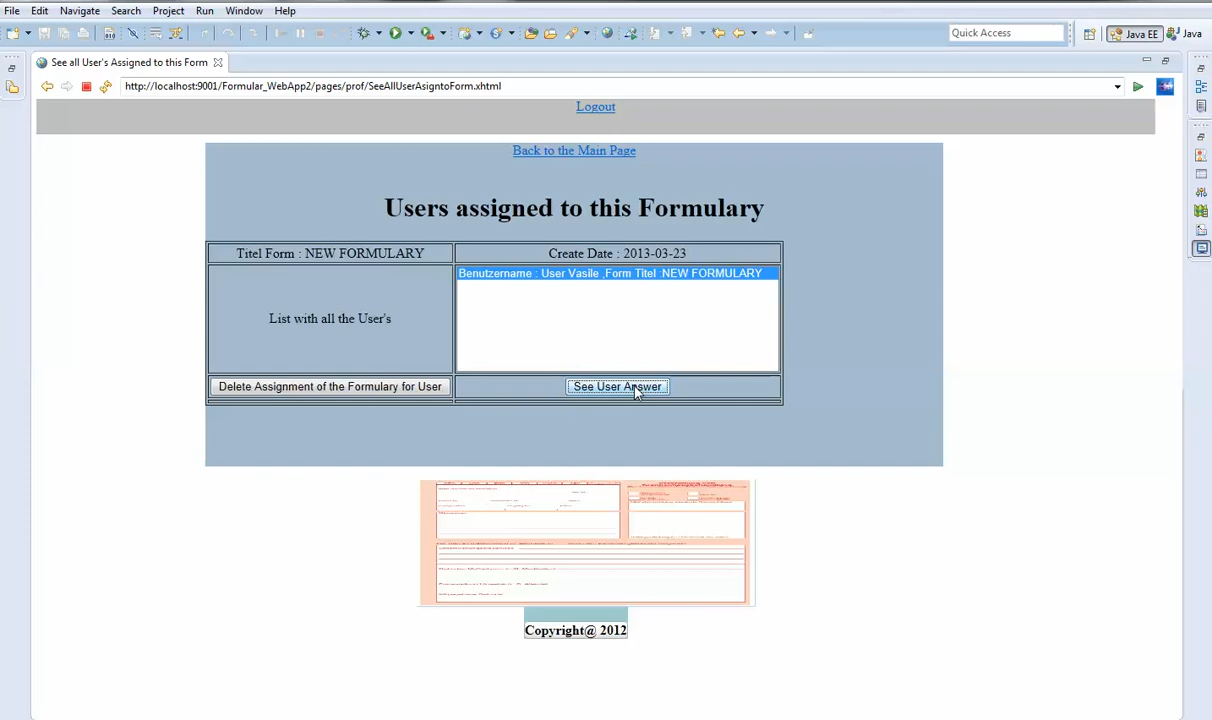 File Edit Navigate Search Project Run Window Help
Quick Access
Java EE
Java
See all User's Assigned to this Form
http://localhost:9001/Formular_WebApp2/pages/prof/SeeAllUserAsigntoForm.xhtml
Logout
Back to the Main Page
Users assigned to this Formulary
Titel Form : NEW FORMULARY
Create Date : 2013-03-23
Benutzername : User Vasile ,Form Titel :NEW FORMULARY
List with all the User's
Delete Assignment of the Formulary for User
See User Answer
Copyright@ 2012